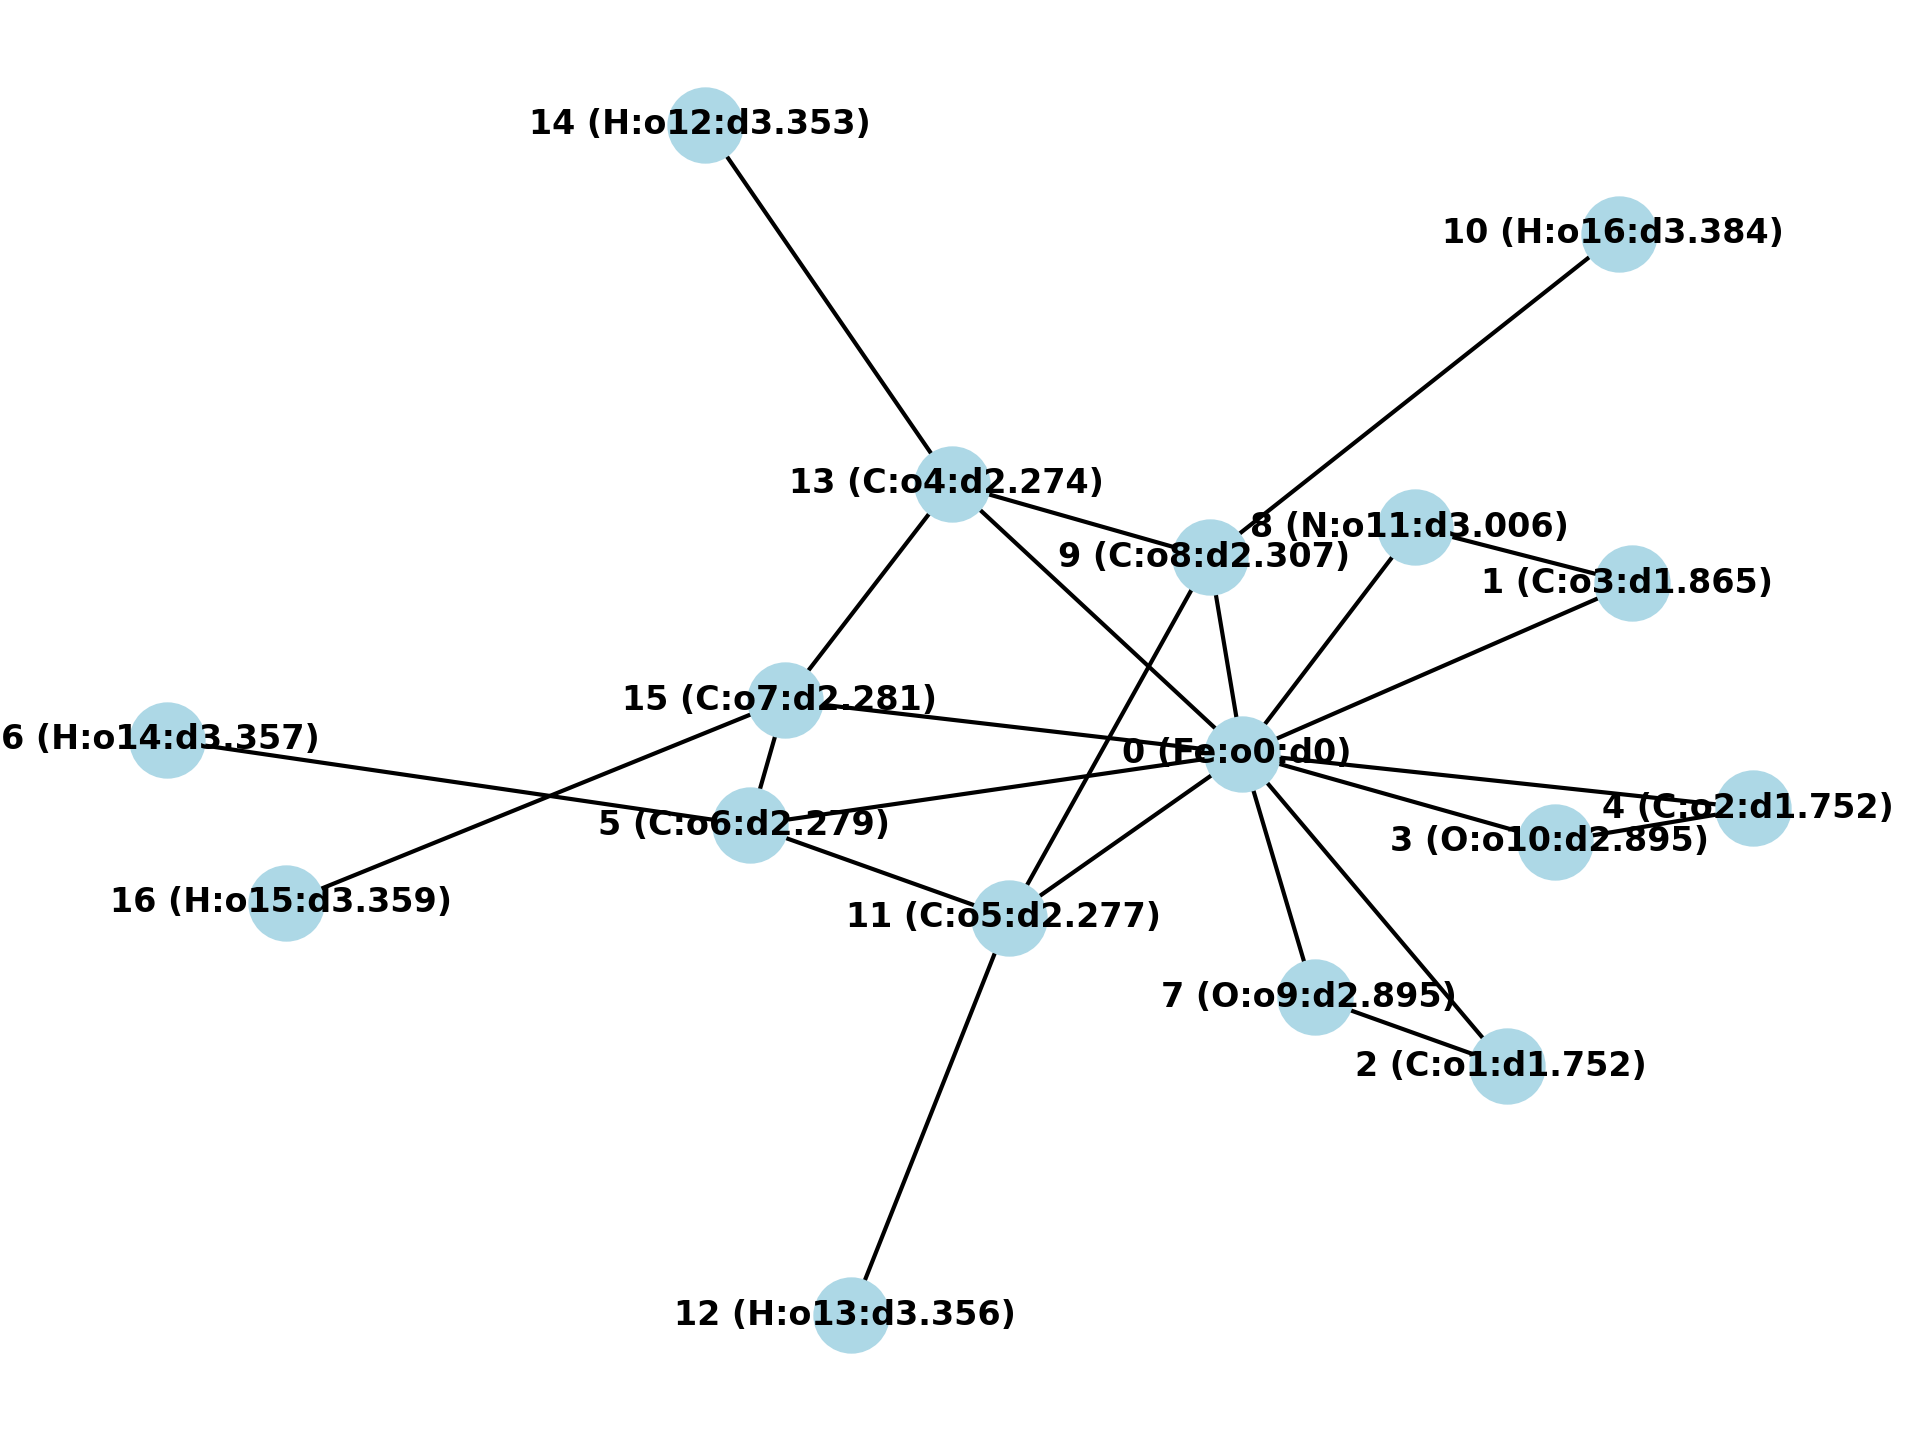 14 (H:o12:d3.353)
10 (H:o16:d3.384)
13 (C:o4:d2.274)
8 (N:o11:d3.006)
9 (C:o8:d2.307)
1 (C:o3:d1.865)
15 (C:o7:d2.281)
6 (H:o14:d3.357)
0 (Fe:o0:d0)
4 (C:o2:d1.752)
5 (C:o6:d2.279)
3 (O:o10:d2.895)
16 (H:o15:d3.359)
11 (C:o5:d2.277)
7 (O:o9:d2.895)
2 (C:o1:d1.752)
12 (H:o13:d3.356)